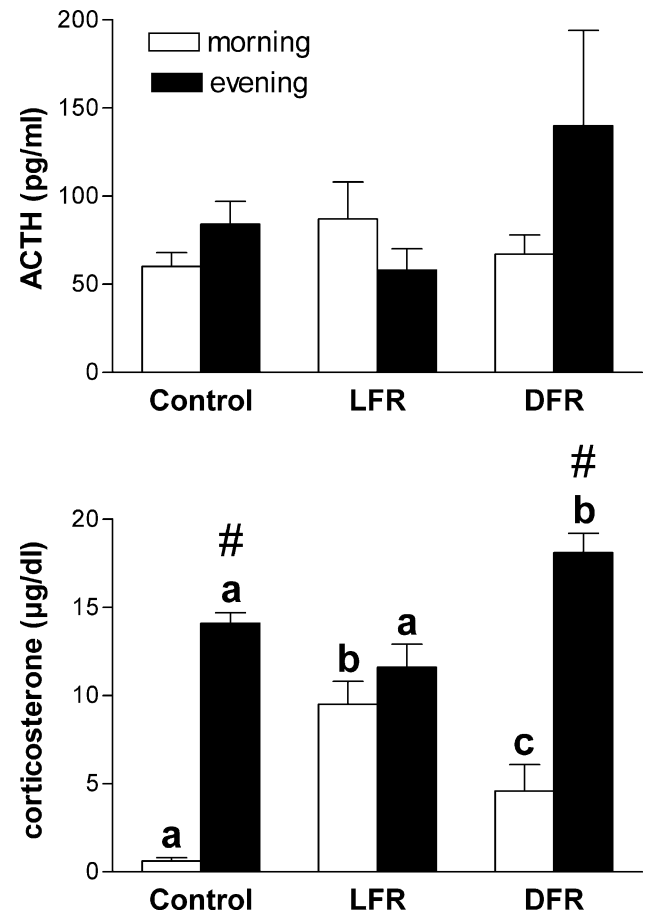 200
morning
evening
150
100
50
0
ACTH (pg/ml)
Control LFR DFR
#
b
20
#
a
15
a
b
10
c
5
a
0
corticosterone (µg/dl)
Control LFR DFR